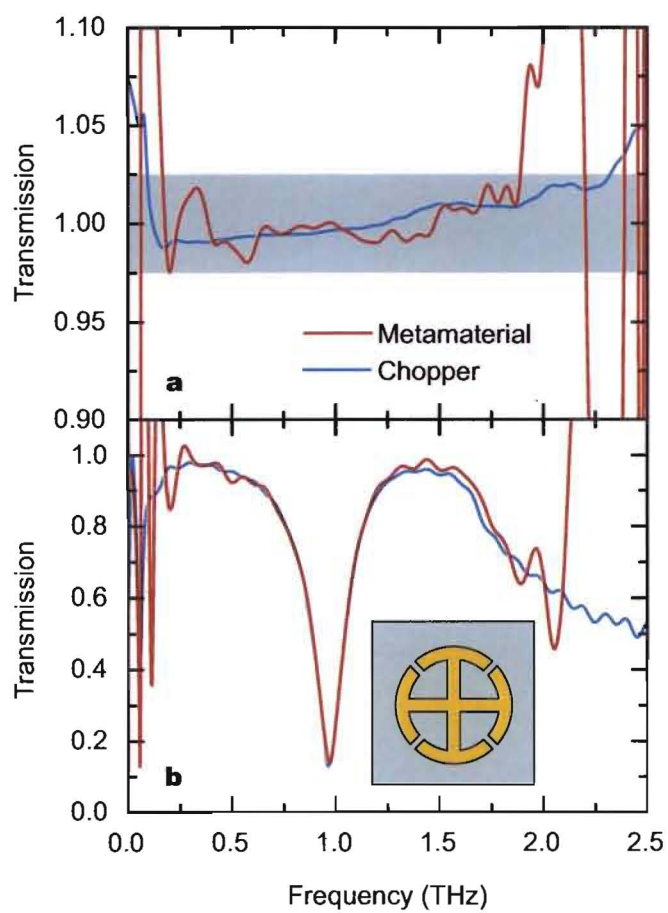 1.10
1.05
1.00
0.95
0.90
Transmission
Metamaterial
Chopper
a
1.0
0.8
0.6
0.4
0.2
0.0
Transmission
b
0.0 0.5 1.0 1.5 2.0 2.5
Frequency (THz)